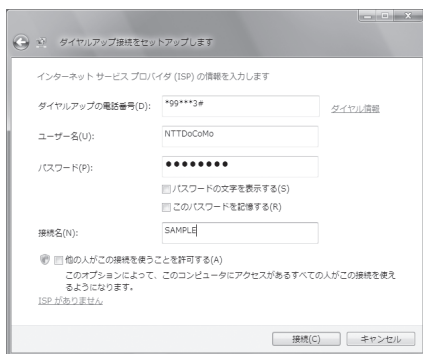 ダイヤルアップ接続をセットアップします
インターネット サービス プロバイダ (ISP) の情報を入力します
ダイヤルアップの電話番号(D):
*99***3#
ダイヤル情報
ユーザー名(U):
NTTDoCoMo
パスワード(P):
●●●●●●●●
パスワードの文字を表示する(S)
このパスワードを記憶する(R)
接続名(N):
SAMPLE
他の人がこの接続を使うことを許可する(A)
このオプションによって、このコンピュータにアクセスがあるすべての人がこの接続を使え
るようになります。
ISP がありません
接続(C)
キャンセル